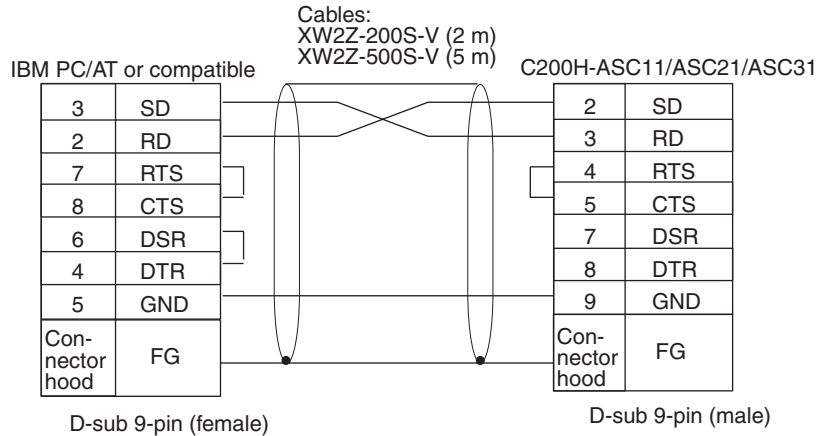 Cables:
XW2Z-200S-V (2 m)
XW2Z-500S-V (5 m)
IBM PC/AT or compatible
C200H-ASC11/ASC21/ASC31
3 SD
2 RD
7 RTS
8 CTS
6 DSR
4 DTR
5 GND
Con-
nector
hood
FG
D-sub 9-pin (female)
2 SD
3 RD
4 RTS
5 CTS
7 DSR
8 DTR
9 GND
Con-
nector
hood
FG
D-sub 9-pin (male)